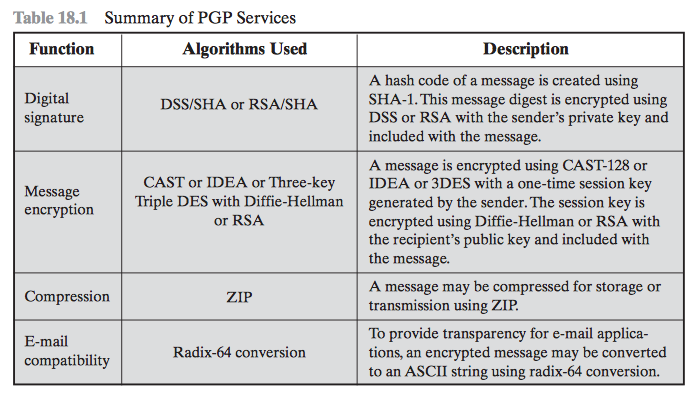 Table 18.1 Summary of PGP Services
Function Algorithms Used Description
Digital
signature
DSS/SHA or RSA/SHA
A hash code of a message is created using
SHA-1. This message digest is encrypted using
DSS or RSA with the sender's private key and
included with the message.
Message
encryption
CAST or IDEA or Three-key
Triple DES with Diffie-Hellman
or RSA
A message is encrypted using CAST-128 or
IDEA or 3DES with a one-time session key
generated by the sender. The session key is
encrypted using Diffie-Hellman or RSA with
the recipient's public key and included with
the message.
Compression
ZIP
A message may be compressed for storage or
transmission using ZIP.
E-mail
compatibility
Radix-64 conversion
To provide transparency for e-mail applica-
tions, an encrypted message may be converted
to an ASCII string using radix-64 conversion.